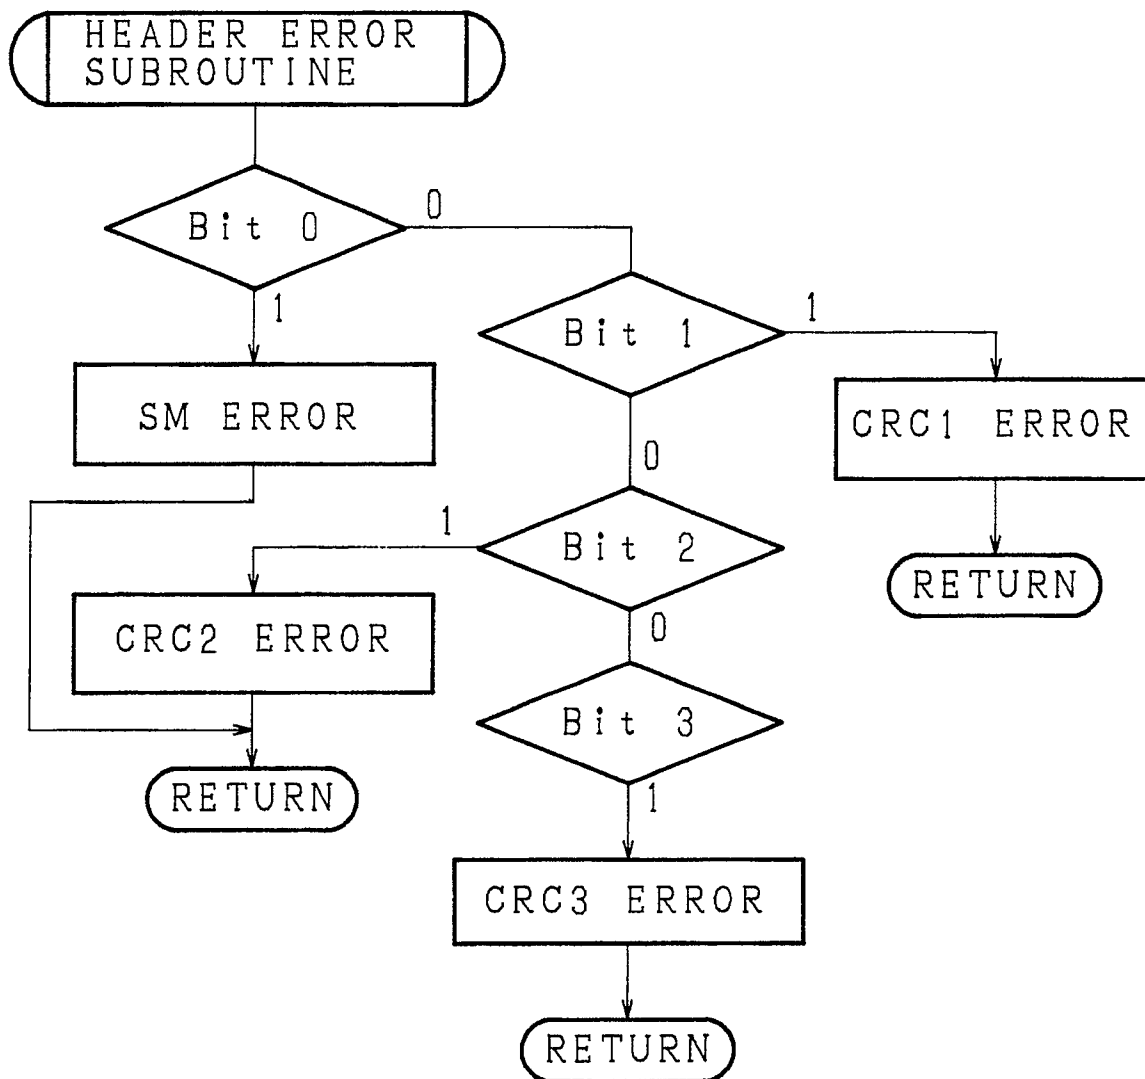 HEADER ERROR
SUBROUTINE
Bit 0
0
1
Bit 1
1
SM ERROR
CRC1 ERROR
0
1
Bit 2
RETURN
CRC2 ERROR
0
Bit 3
RETURN
1
CRC3 ERROR
RETURN